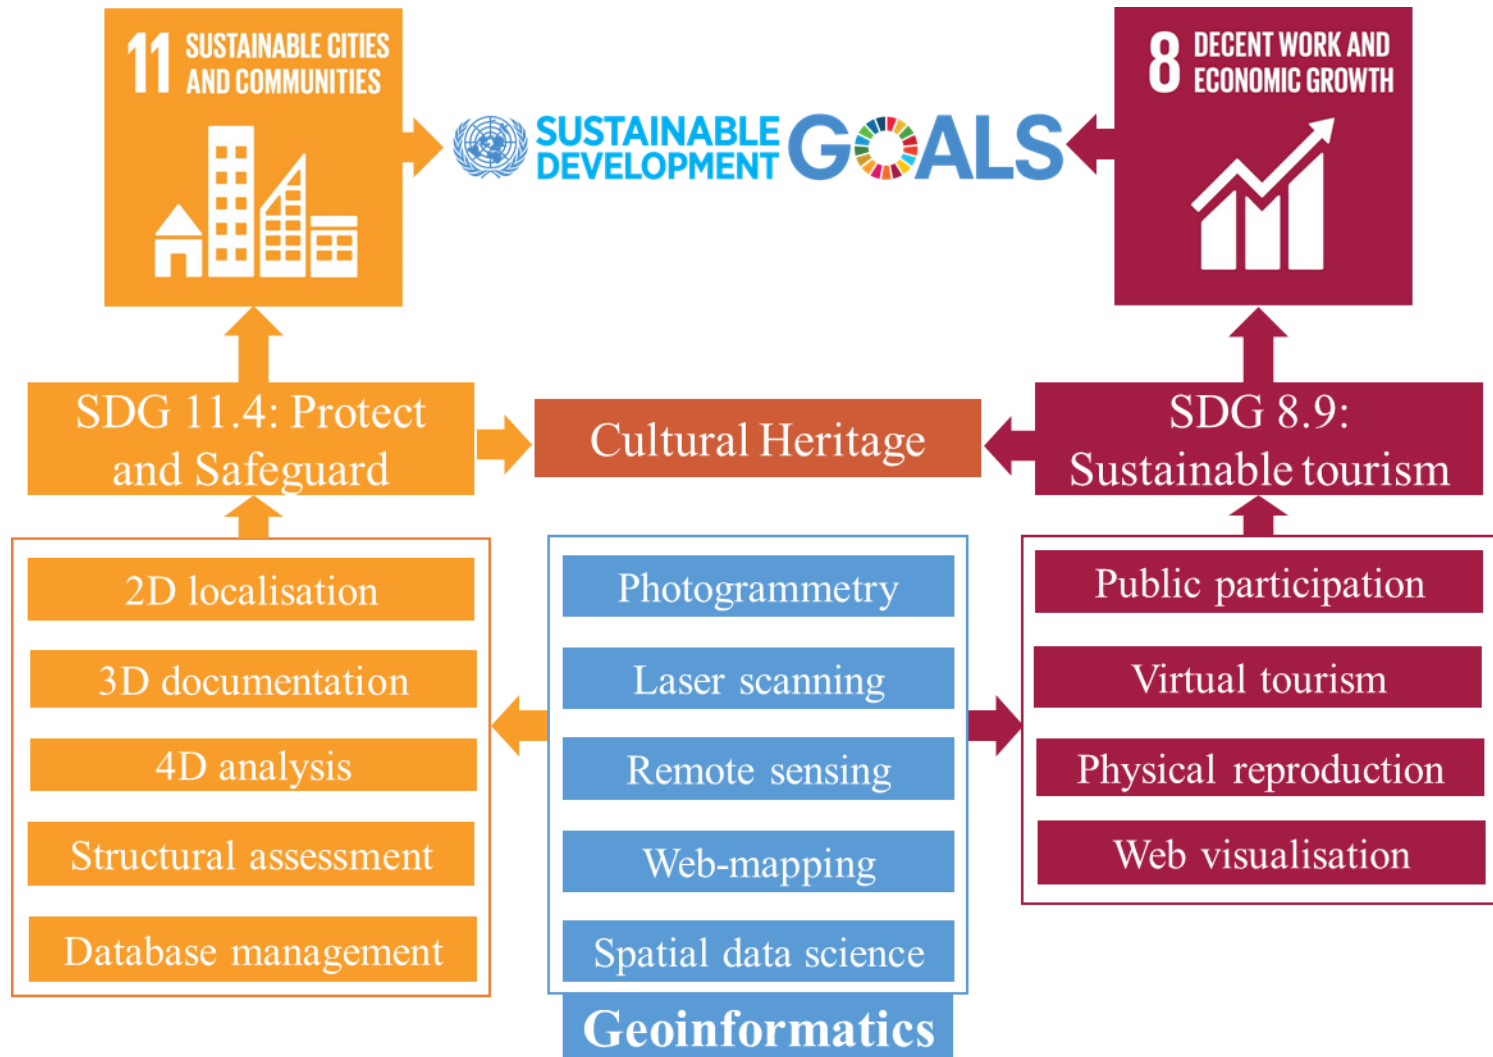 11 SUSTAINABLE CITIES
AND COMMUNITIES
SUSTAINABLE
DEVELOPMENT GOALS
8 DECENT WORK AND
ECONOMIC GROWTH
SDG 11.4: Protect
and Safeguard
Cultural Heritage
SDG 8.9:
Sustainable tourism
2D localisation
3D documentation
4D analysis
Structural assessment
Database management
Photogrammetry
Laser scanning
Remote sensing
Web-mapping
Spatial data science
Geoinformatics
Public participation
Virtual tourism
Physical reproduction
Web visualisation